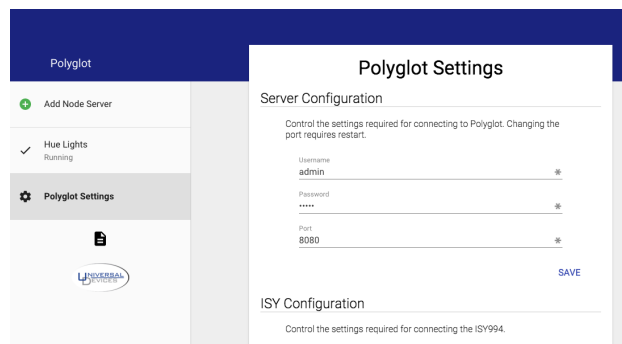 Polyglot
Add Node Server
Hue Lights
Running
Polyglot Settings
UNIVERSAL
DEVICES
Polyglot Settings
Server Configuration
Control the settings required for connecting to Polyglot. Changing the
port requires restart.
Username
admin
*
Password
•••••
*
Port
8080
*
SAVE
ISY Configuration
Control the settings required for connecting the ISY994.